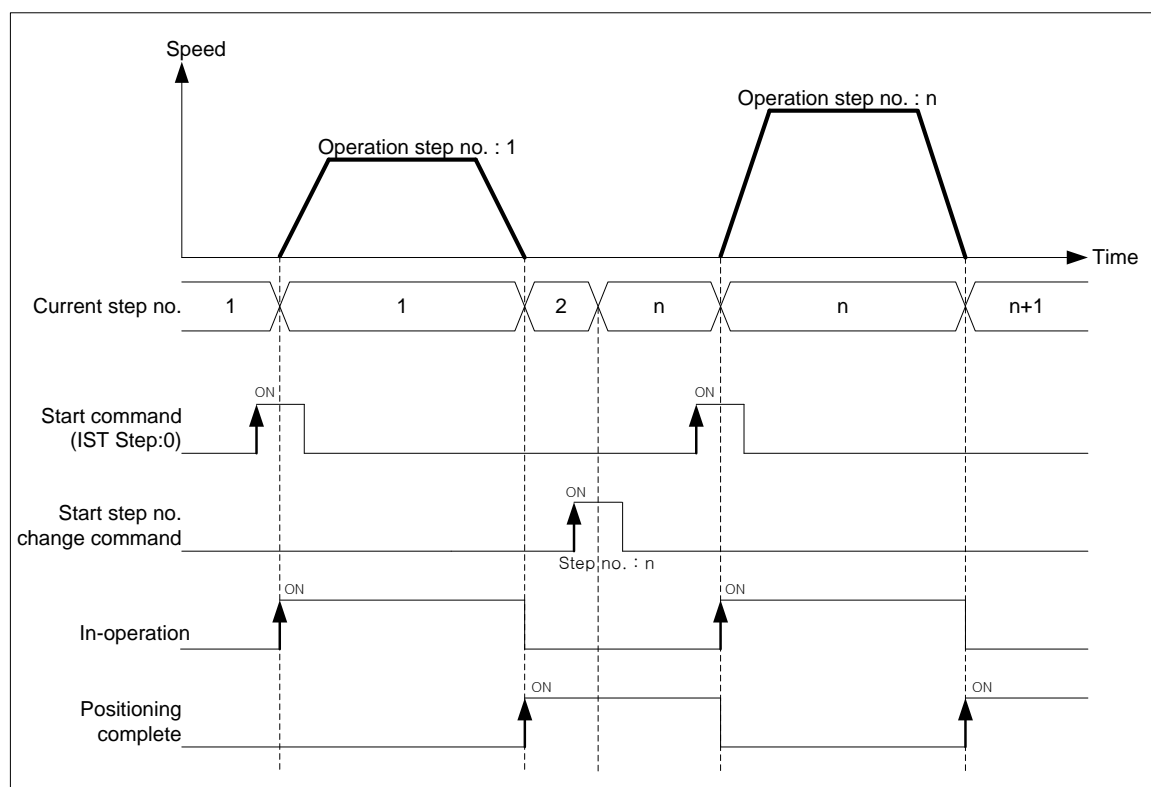 Speed
Operation step no. : n
Operation step no. : 1
Time
Current step no.
1
1
2
n
n
n+1
ON
ON
Start command
(IST Step:0)
ON
Start step no.
change command
Step no. : n
ON
ON
In-operation
ON
ON
Positioning
complete